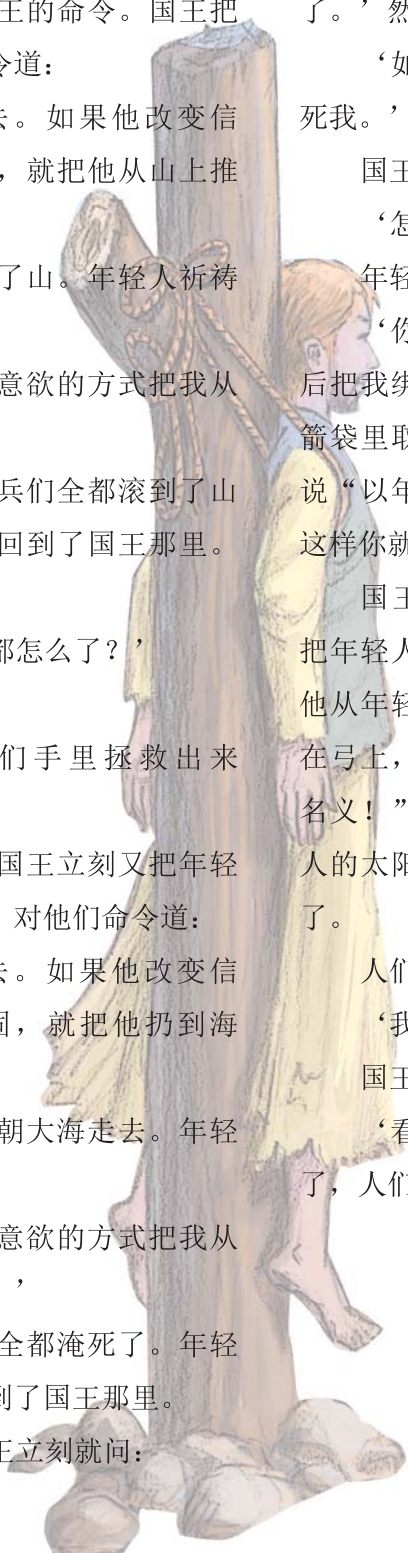 王的命令。国王把
令道：
去。如果他改变信
，就把他从山上推
了山。年轻人祈祷
意欲的方式把我从
兵们全都滚到了山
回到了国王那里。
都怎么了？’
们手里拯救出来
国王立刻又把年轻
，对他们命令道：
去。如果他改变信
固，就把他扔到海
朝大海走去。年轻
意欲的方式把我从
，
全都淹死了。年轻
到了国王那里。
王立刻就问：
了。’然
‘如
死我。’
国王
‘怎
年轻
‘你
后把我绑
箭袋里取
说“以年
这样你就
国王
把年轻人
他从年轻
在弓上，
名义！”
人的太阳
了。
人们
‘我
国王
‘看
了，人们